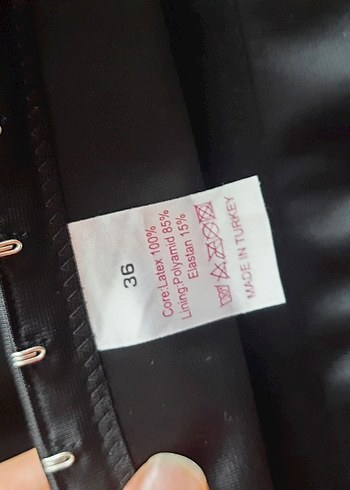 36
Core:Latex 100%
Lining:Polyamid 85%
Elastan 15%
MADE IN TURKEY